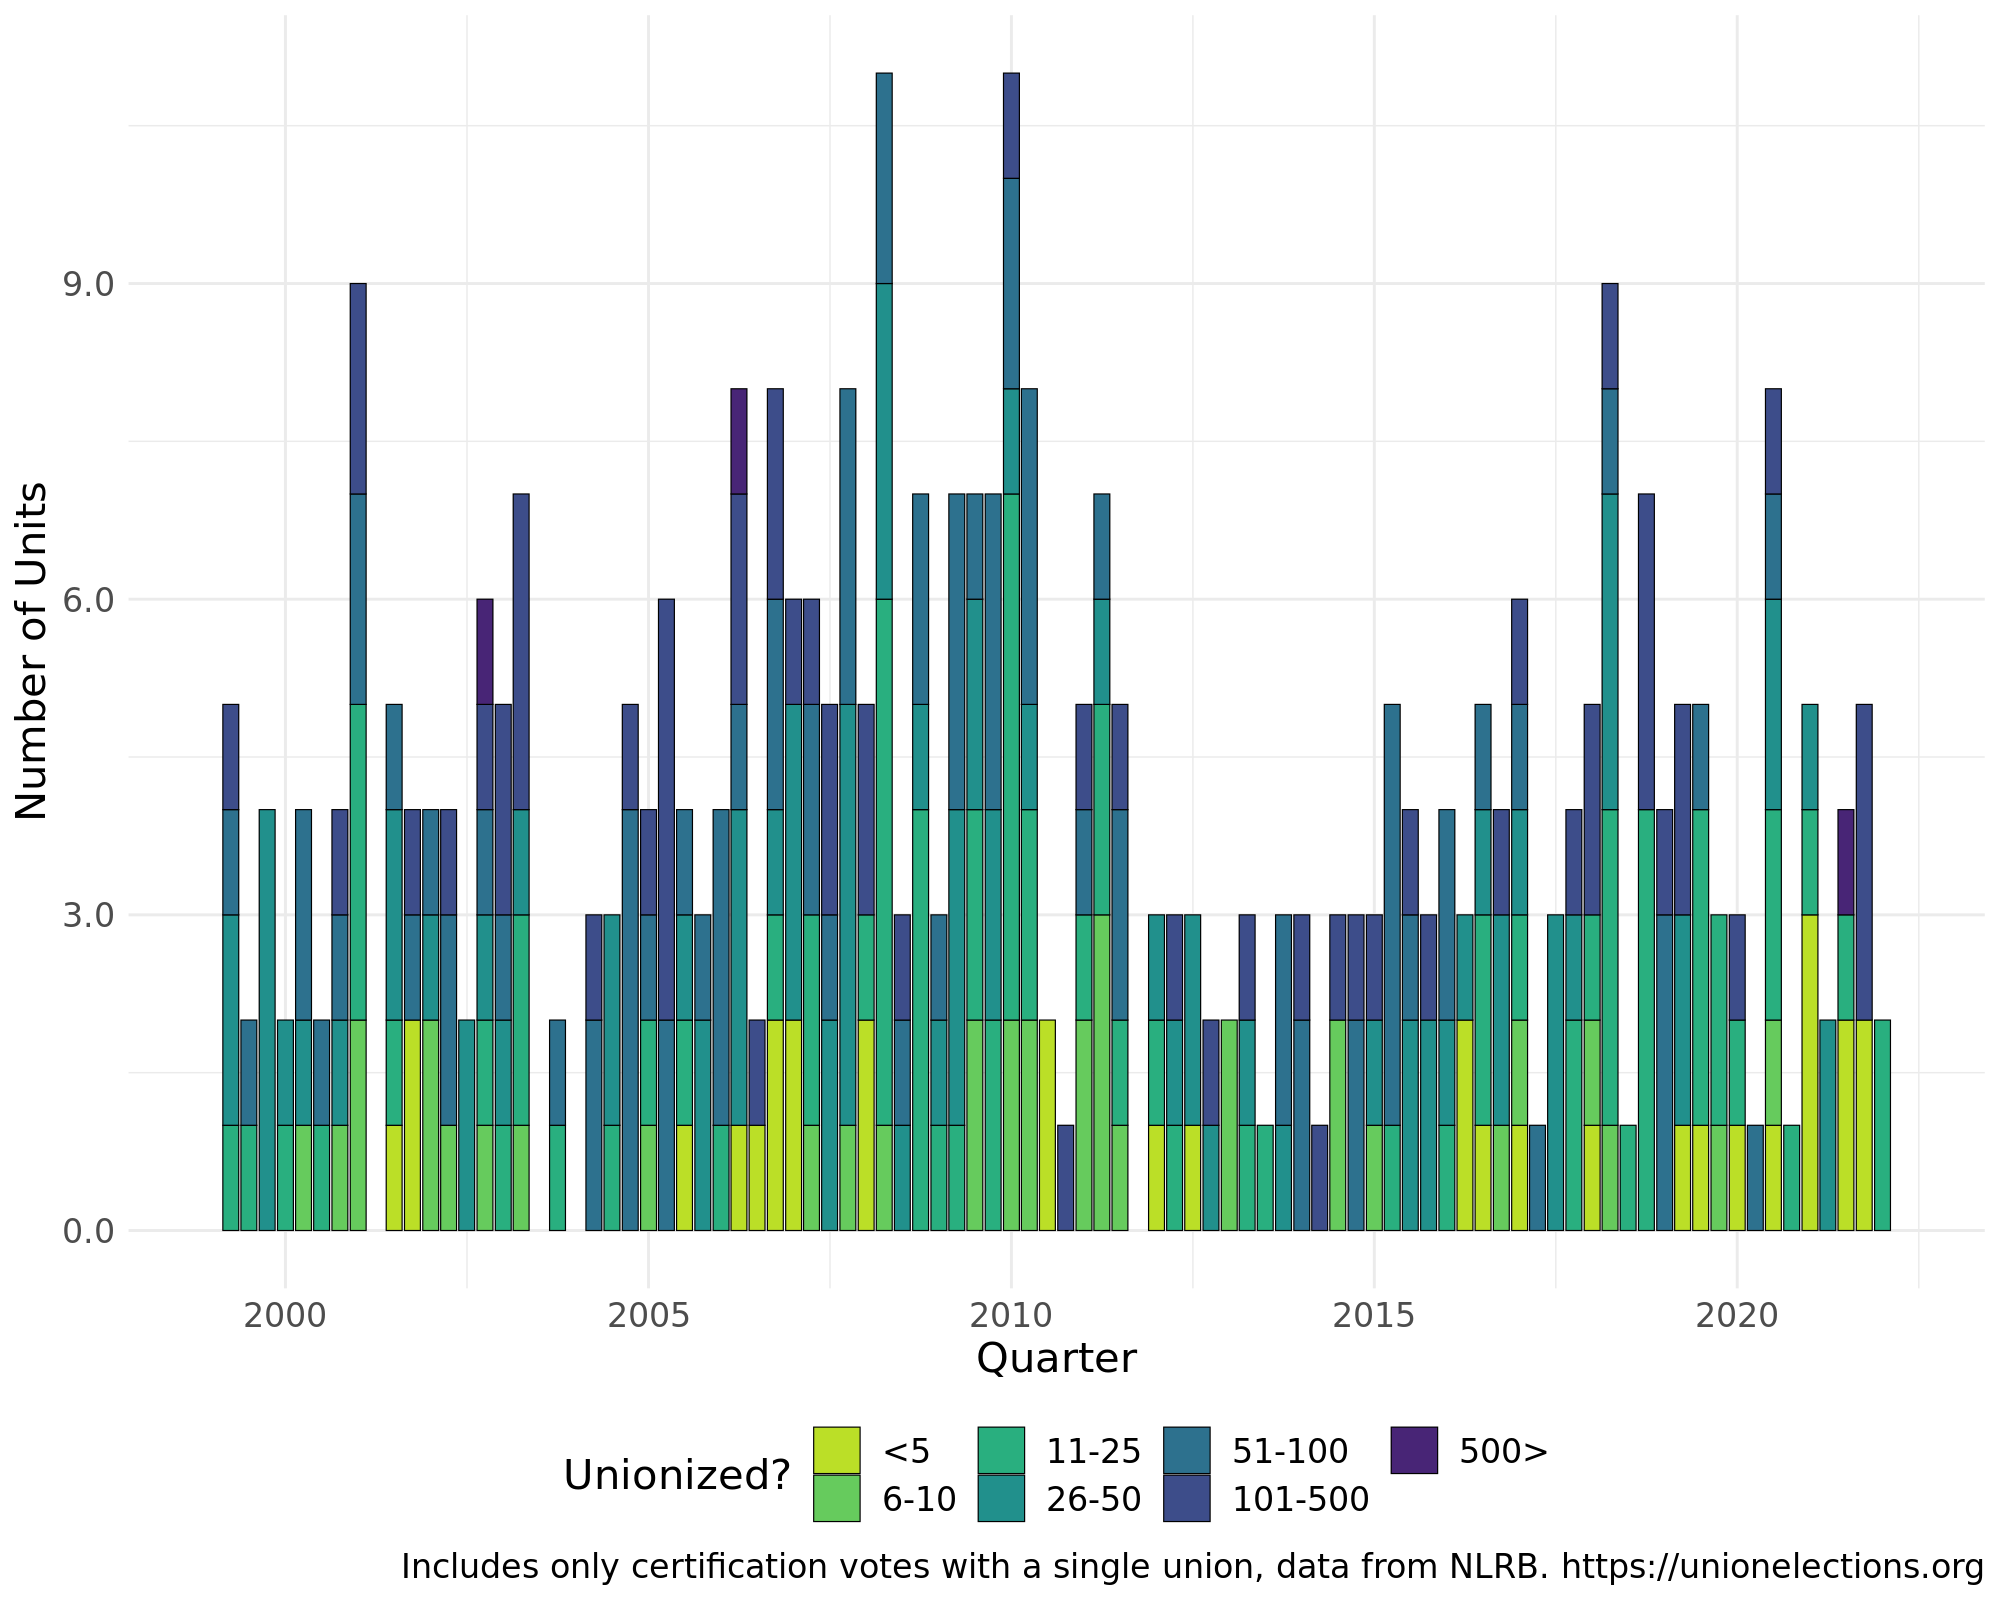 Number of Units
9.0
6.0
3.0
0.0
2000 2005 2010 2015 2020
Quarter
Unionized?
<5 11-25 51-100 500>
6-10 26-50 101-500
Includes only certification votes with a single union, data from NLRB. https://unionelections.org